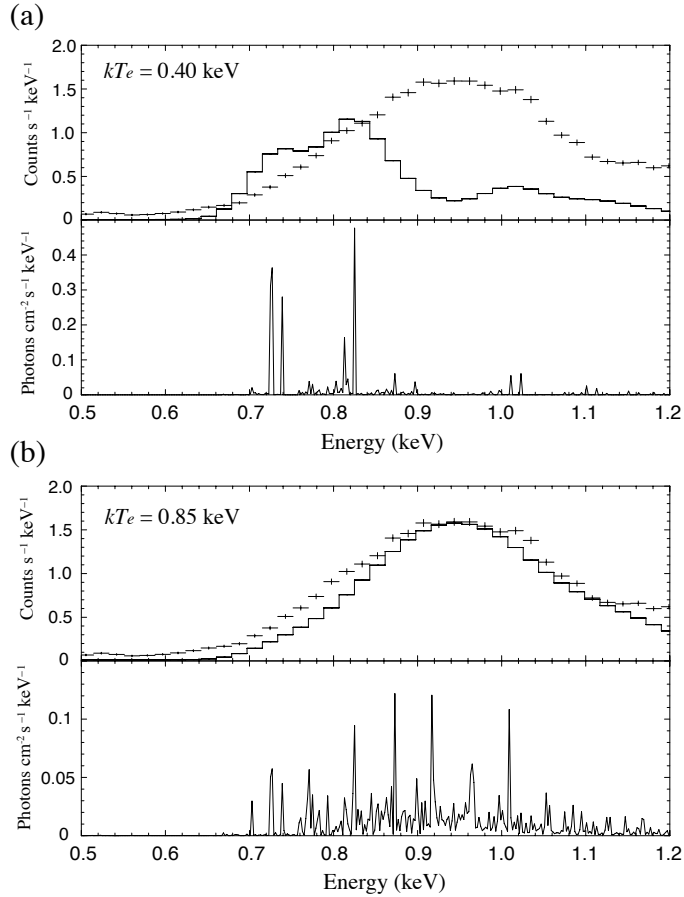 (a)
kTe = 0.40 keV
Counts s⁻¹ keV⁻¹
2.0
1.5
1.0
0.5
0
Photons cm⁻² s⁻¹ keV⁻¹
0.4
0.3
0.2
0.1
0
0.5 0.6 0.7 0.8 0.9 1.0 1.1 1.2
Energy (keV)
(b)
kTe = 0.85 keV
Counts s⁻¹ keV⁻¹
2.0
1.5
1.0
0.5
0
Photons cm⁻² s⁻¹ keV⁻¹
0.1
0.05
0
0.5 0.6 0.7 0.8 0.9 1.0 1.1 1.2
Energy (keV)